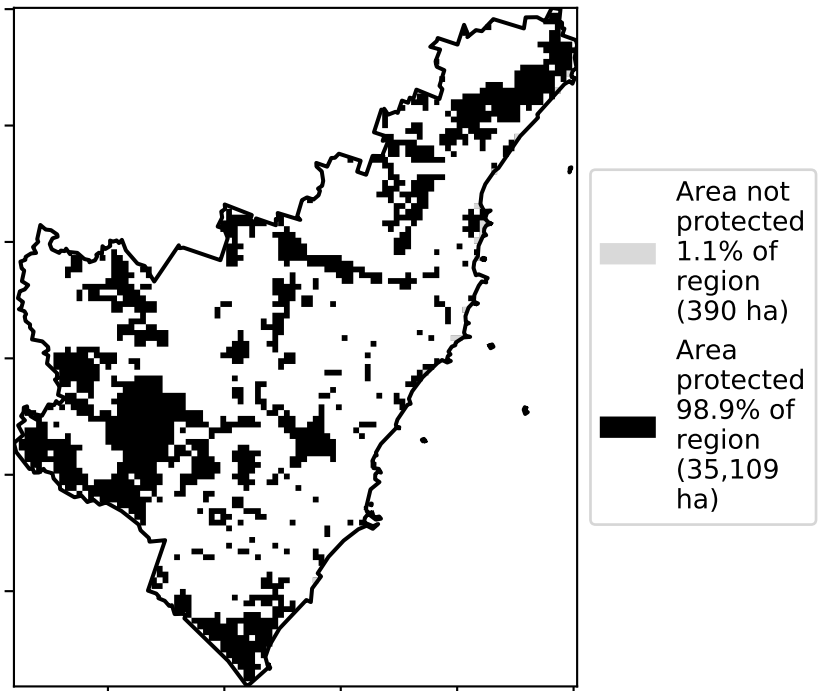 Area not
protected
1.1% of
region
(390 ha)
Area
protected
98.9% of
region
(35,109
ha)